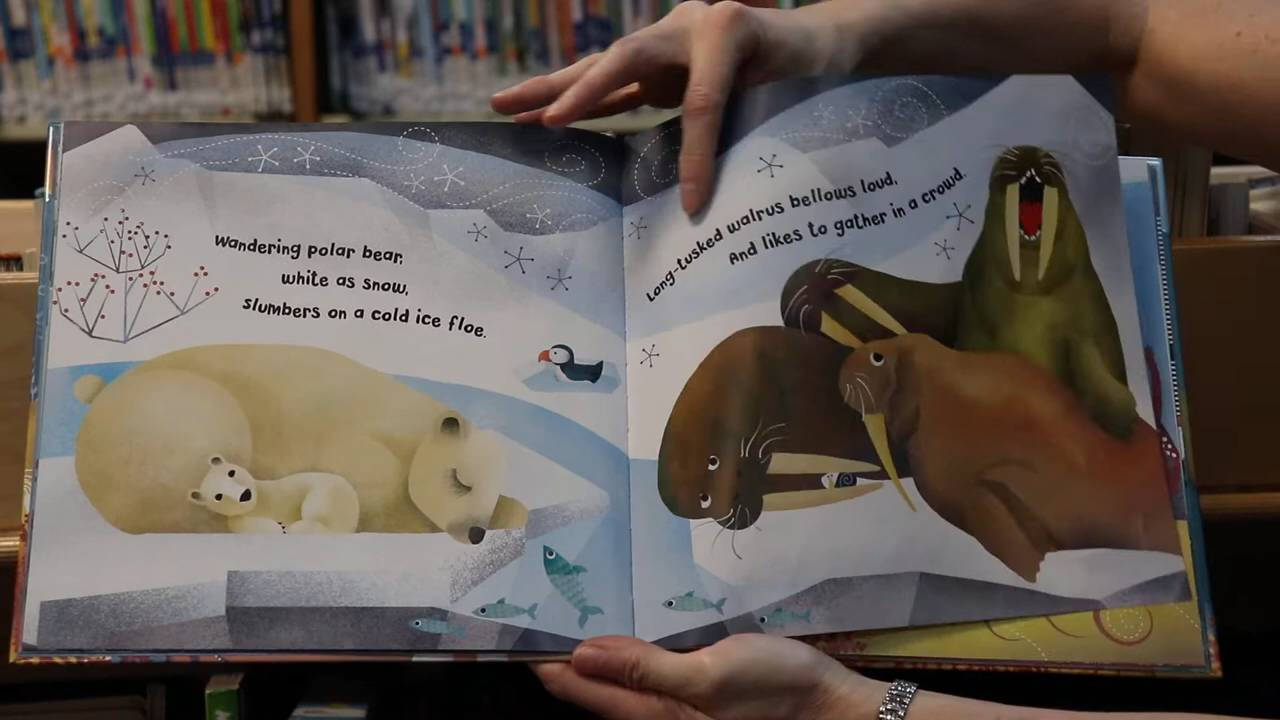 Wandering polar bear,
white as snow,
slumbers on a cold ice floe.
Long-tusked walrus bellows loud,
And likes to gather in a crowd.